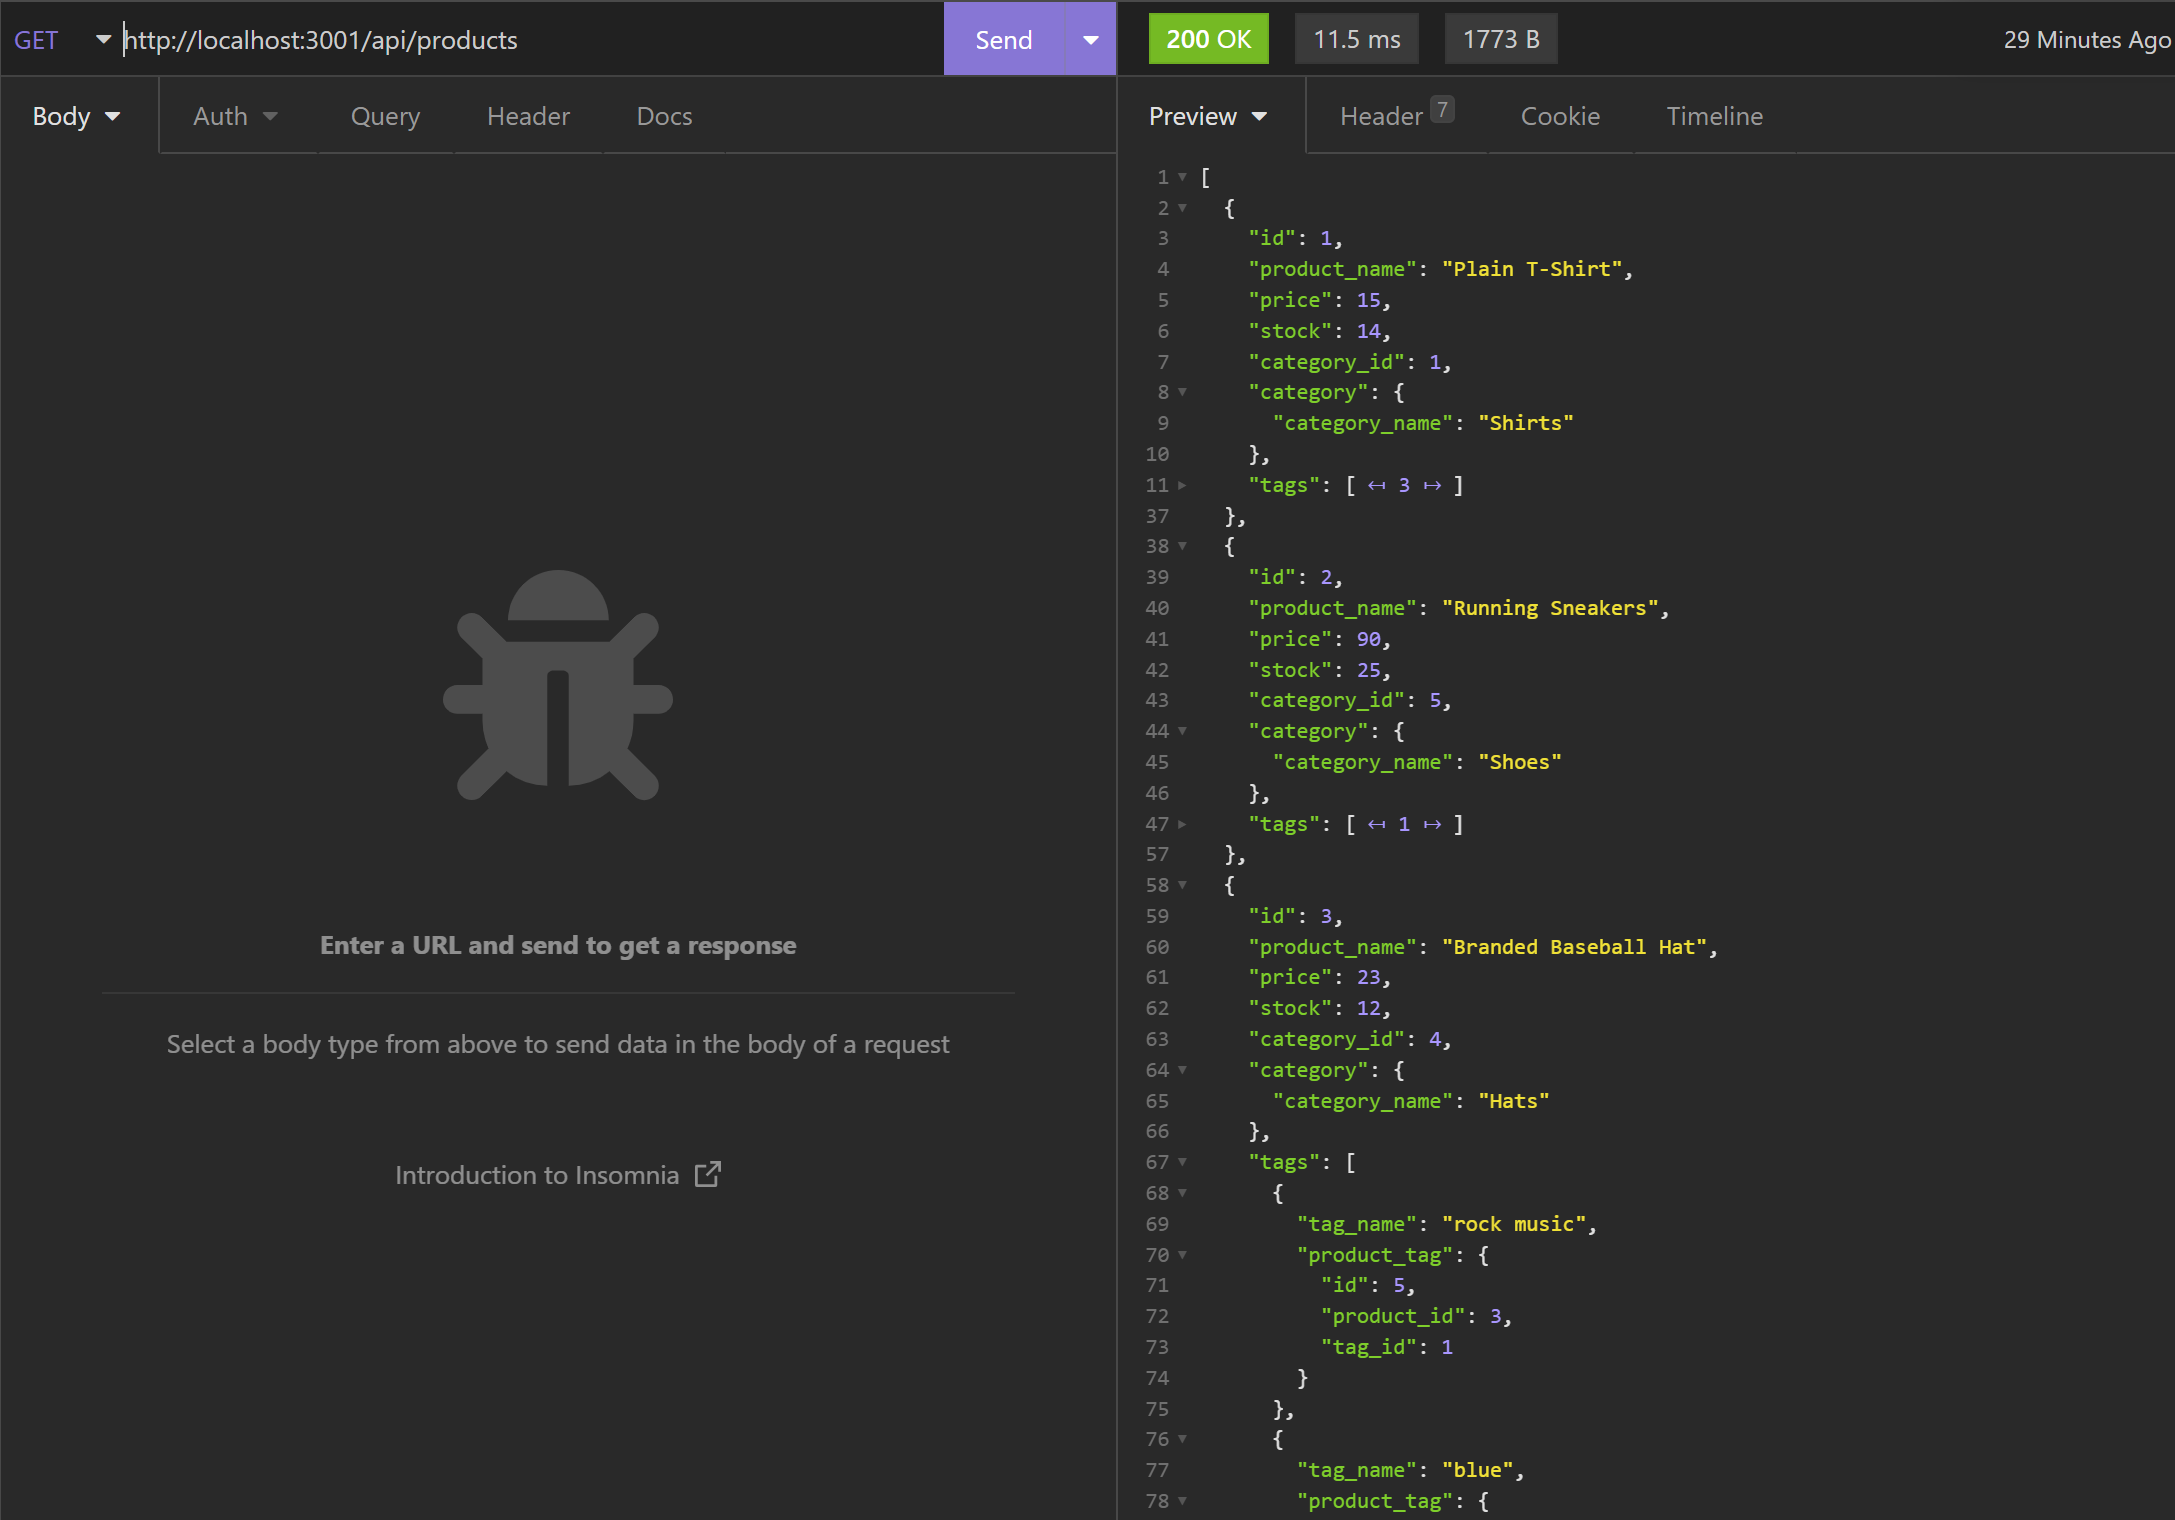 GET http://localhost:3001/api/products Send 200 OK 11.5 ms 1773 B 29 Minutes Ago
Body Auth Query Header Docs
Enter a URL and send to get a response
Select a body type from above to send data in the body of a request
Introduction to Insomnia
Preview Header 7 Cookie Timeline
1 [
2 {
3 "id": 1,
4 "product_name": "Plain T-Shirt",
5 "price": 15,
6 "stock": 14,
7 "category_id": 1,
8 "category": {
9 "category_name": "Shirts"
10 },
11 "tags": [ ↤ 3 ↦ ]
37 },
38 {
39 "id": 2,
40 "product_name": "Running Sneakers",
41 "price": 90,
42 "stock": 25,
43 "category_id": 5,
44 "category": {
45 "category_name": "Shoes"
46 },
47 "tags": [ ↤ 1 ↦ ]
57 },
58 {
59 "id": 3,
60 "product_name": "Branded Baseball Hat",
61 "price": 23,
62 "stock": 12,
63 "category_id": 4,
64 "category": {
65 "category_name": "Hats"
66 },
67 "tags": [
68 {
69 "tag_name": "rock music",
70 "product_tag": {
71 "id": 5,
72 "product_id": 3,
73 "tag_id": 1
74 }
75 },
76 {
77 "tag_name": "blue",
78 "product_tag": {